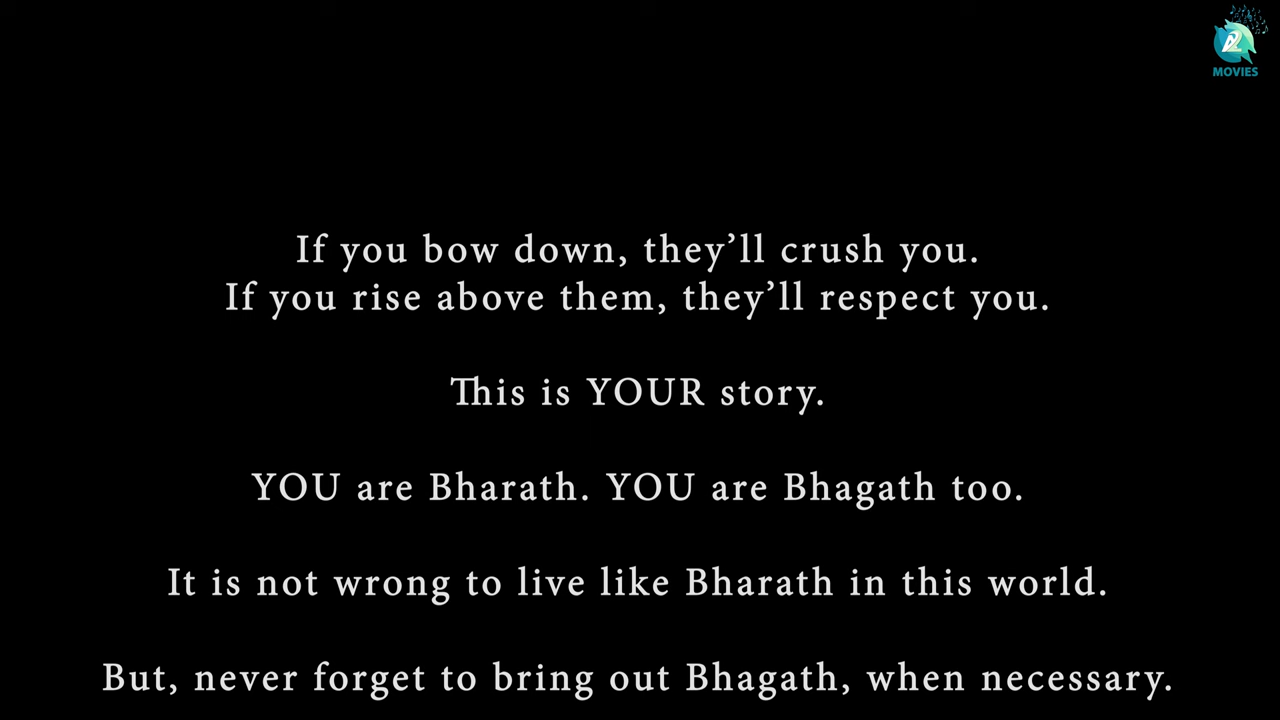 2
MOVIES
If you bow down, they’ll crush you.
If you rise above them, they’ll respect you.
This is YOUR story.
YOU are Bharath. YOU are Bhagath too.
It is not wrong to live like Bharath in this world.
But, never forget to bring out Bhagath, when necessary.